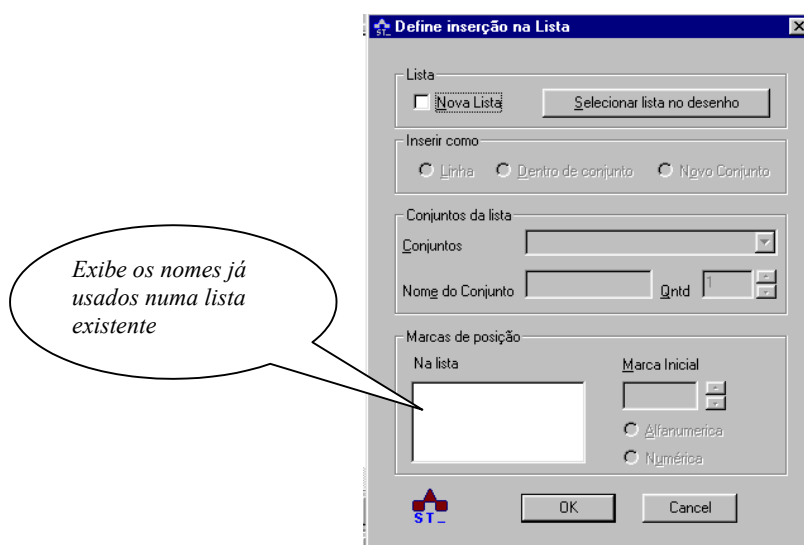 Define inserção na Lista
Lista
Nova Lista
Selecionar lista no desenho
Inserir como
Linha
Dentro de conjunto
Novo Conjunto
Conjuntos da lista
Conjuntos
Nome do Conjunto
Qntd
1
Exibe os nomes já
usados numa lista
existente
Marcas de posição
Na lista
Marca Inicial
Alfanumerica
Numérica
ST_
OK
Cancel